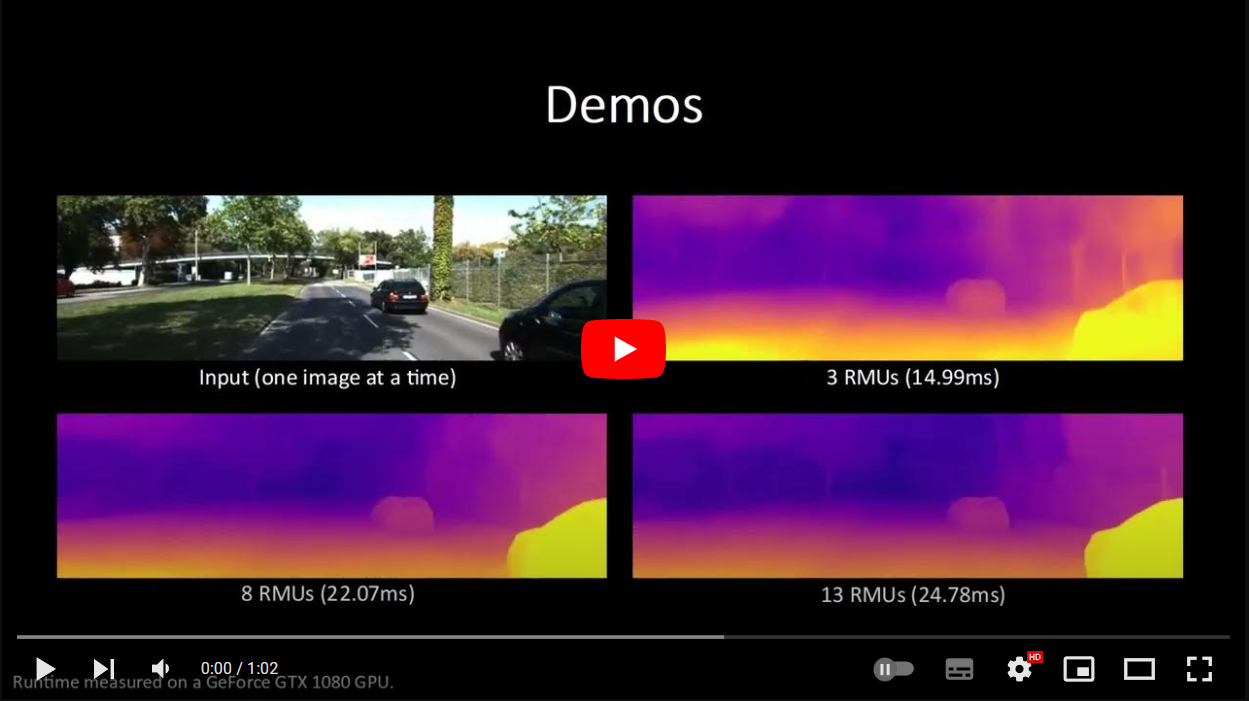 Demos
Input (one image at a time)
3 RMUs (14.99ms)
8 RMUs (22.07ms)
13 RMUs (24.78ms)
0:00 / 1:02
HD
Runtime measured on a GeForce GTX 1080 GPU.